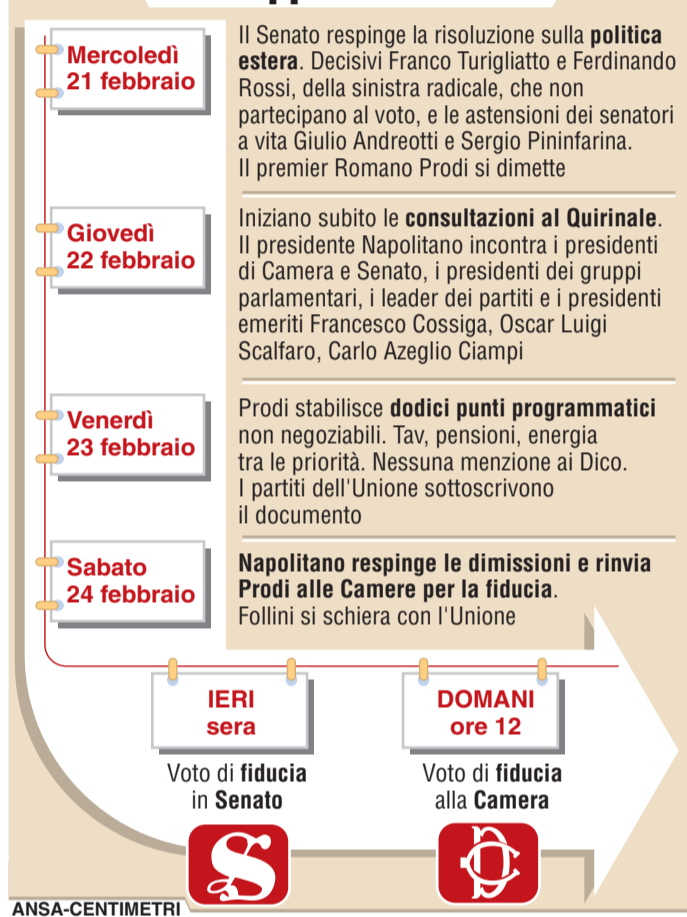 Mercoledì
21 febbraio
Il Senato respinge la risoluzione sulla politica
estera. Decisivi Franco Turigliatto e Ferdinando
Rossi, della sinistra radicale, che non
partecipano al voto, e le astensioni dei senatori
a vita Giulio Andreotti e Sergio Pininfarina.
Il premier Romano Prodi si dimette
Giovedì
22 febbraio
Iniziano subito le consultazioni al Quirinale.
Il presidente Napolitano incontra i presidenti
di Camera e Senato, i presidenti dei gruppi
parlamentari, i leader dei partiti e i presidenti
emeriti Francesco Cossiga, Oscar Luigi
Scalfaro, Carlo Azeglio Ciampi
Venerdì
23 febbraio
Prodi stabilisce dodici punti programmatici
non negoziabili. Tav, pensioni, energia
tra le priorità. Nessuna menzione ai Dico.
I partiti dell'Unione sottoscrivono
il documento
Sabato
24 febbraio
Napolitano respinge le dimissioni e rinvia
Prodi alle Camere per la fiducia.
Follini si schiera con l'Unione
IERI
sera
Voto di fiducia
in Senato
DOMANI
ore 12
Voto di fiducia
alla Camera
ANSA-CENTIMETRI